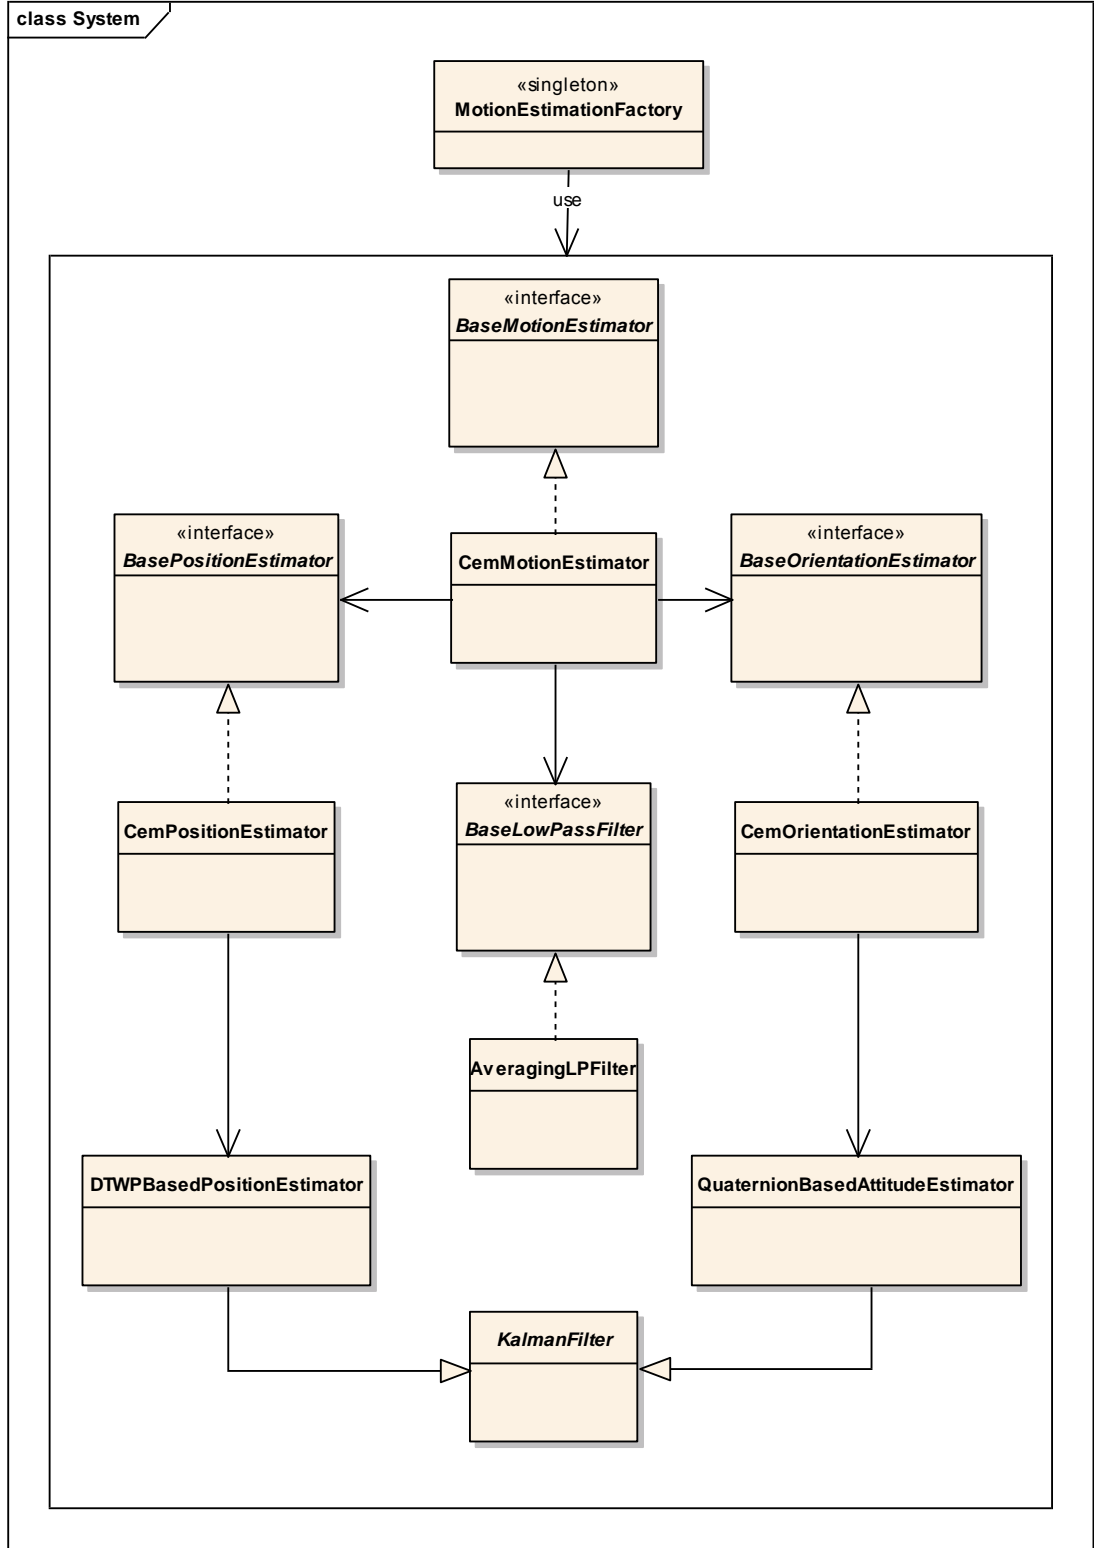 class System
«singleton»
MotionEstimationFactory
use
«interface»
BaseMotionEstimator
«interface»
BasePositionEstimator
CemMotionEstimator
«interface»
BaseOrientationEstimator
CemPositionEstimator
«interface»
BaseLowPassFilter
CemOrientationEstimator
AveragingLPFilter
DTWPBasedPositionEstimator
QuaternionBasedAttitudeEstimator
KalmanFilter